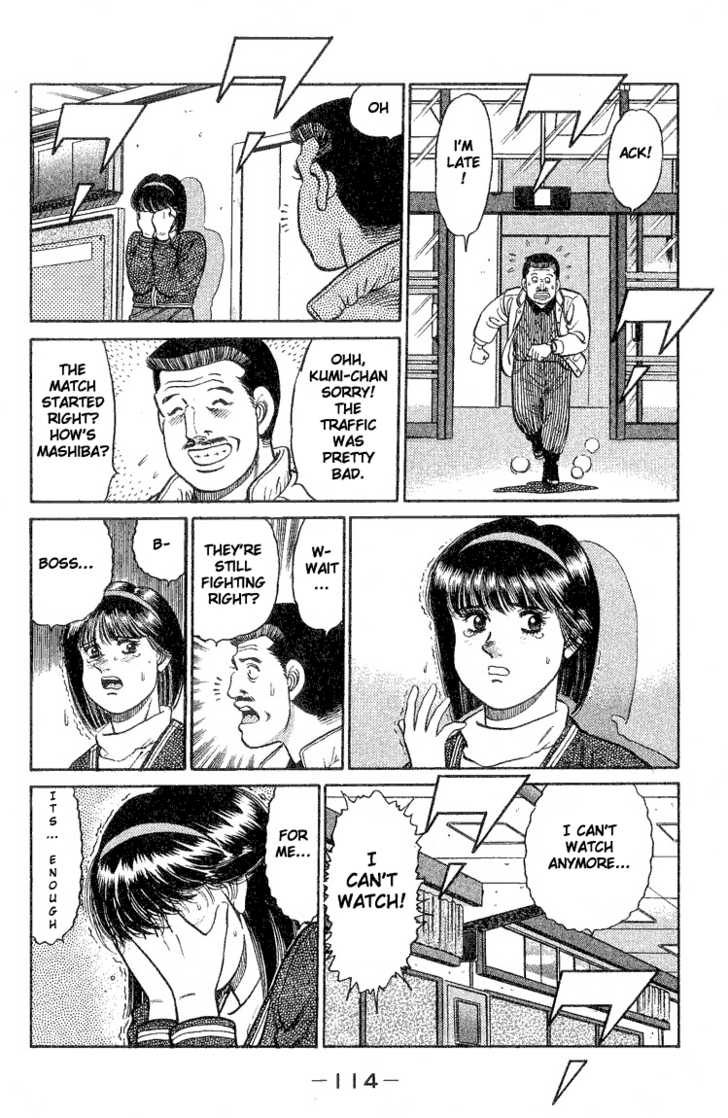 ACK!
I'M
LATE
!
OH
OHH,
KUMI-CHAN
SORRY!
THE
TRAFFIC
WAS
PRETTY
BAD.
THE
MATCH
STARTED
RIGHT?
HOW'S
MASHIBA?
W-
WAIT
...
THEY'RE
STILL
FIGHTING
RIGHT?
B-
BOSS...
I CAN'T
WATCH
ANYMORE...
I
CAN'T
WATCH!
FOR
ME...
ITS... ENOUGH
—114—